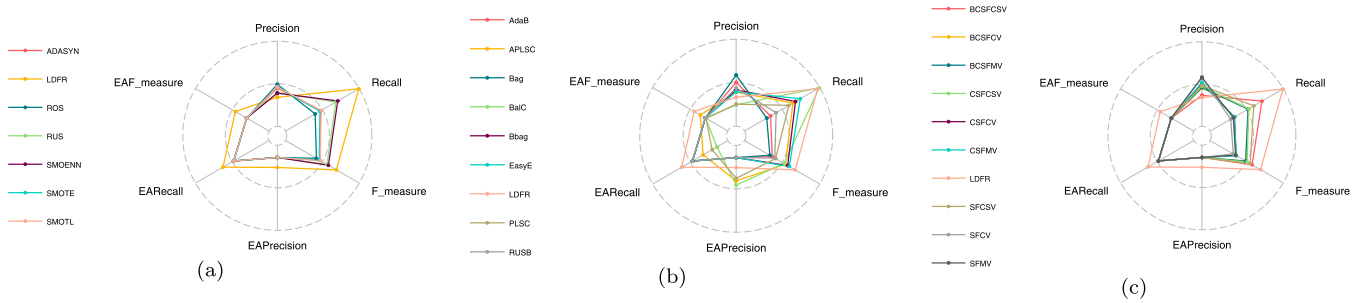 ADASYN
LDFR
ROS
RUS
SMOENN
SMOTE
SMOTL
Precision
Recall
F_measure
EAPrecision
EARecall
EAF_measure
(a)
AdaB
APLSC
Bag
BalC
Bbag
EasyE
LDFR
PLSC
RUSB
Precision
Recall
F_measure
EAPrecision
EARecall
EAF_measure
(b)
BCSFCSV
BCSFCV
BCSFMV
CSFCSV
CSFCV
CSFMV
LDFR
SFCSV
SFCV
SFMV
Precision
Recall
F_measure
EAPrecision
EARecall
EAF_measure
(c)